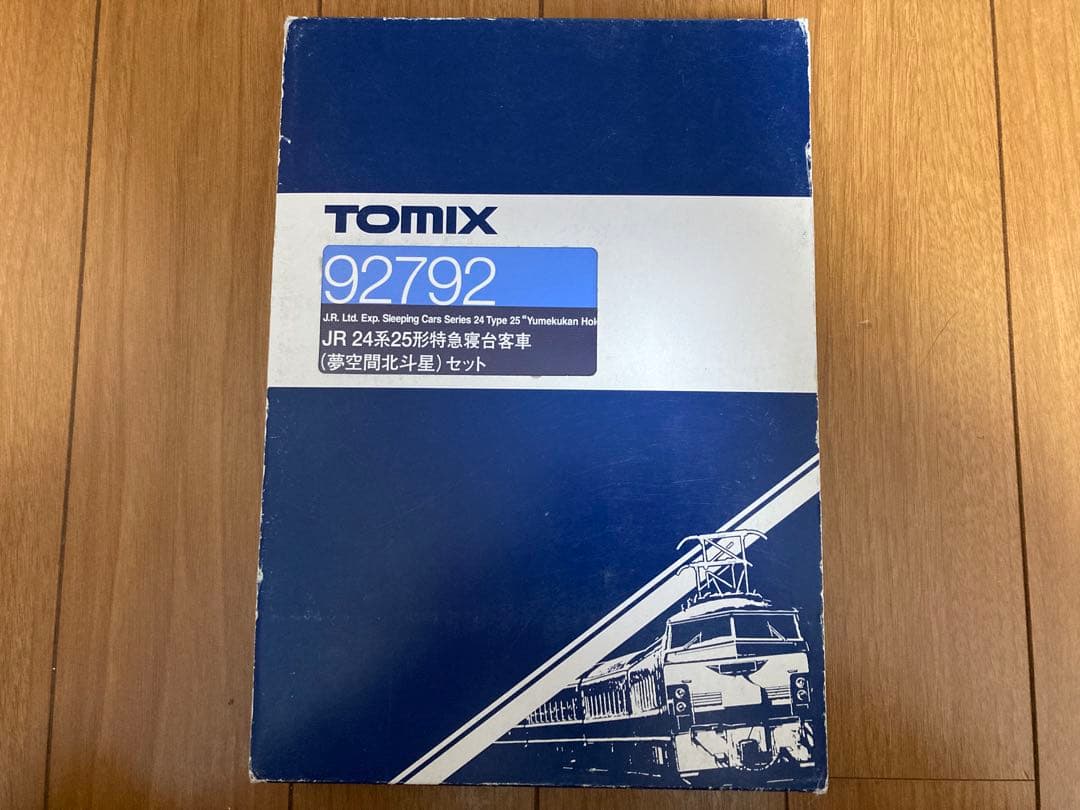 TOMIX
92792
J.R. Ltd. Exp. Sleeping Cars Series 24 Type 25 "Yumekukan Hok
JR 24系25形特急寝台客車
(夢空間北斗星)セット